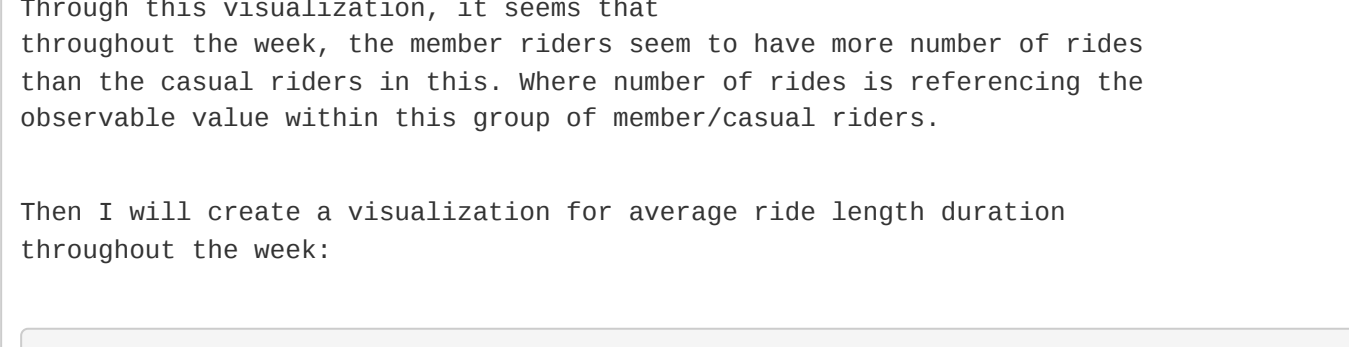 Through this visualization, it seems that
throughout the week, the member riders seem to have more number of rides
than the casual riders in this. Where number of rides is referencing the
observable value within this group of member/casual riders.
Then I will create a visualization for average ride length duration
throughout the week: